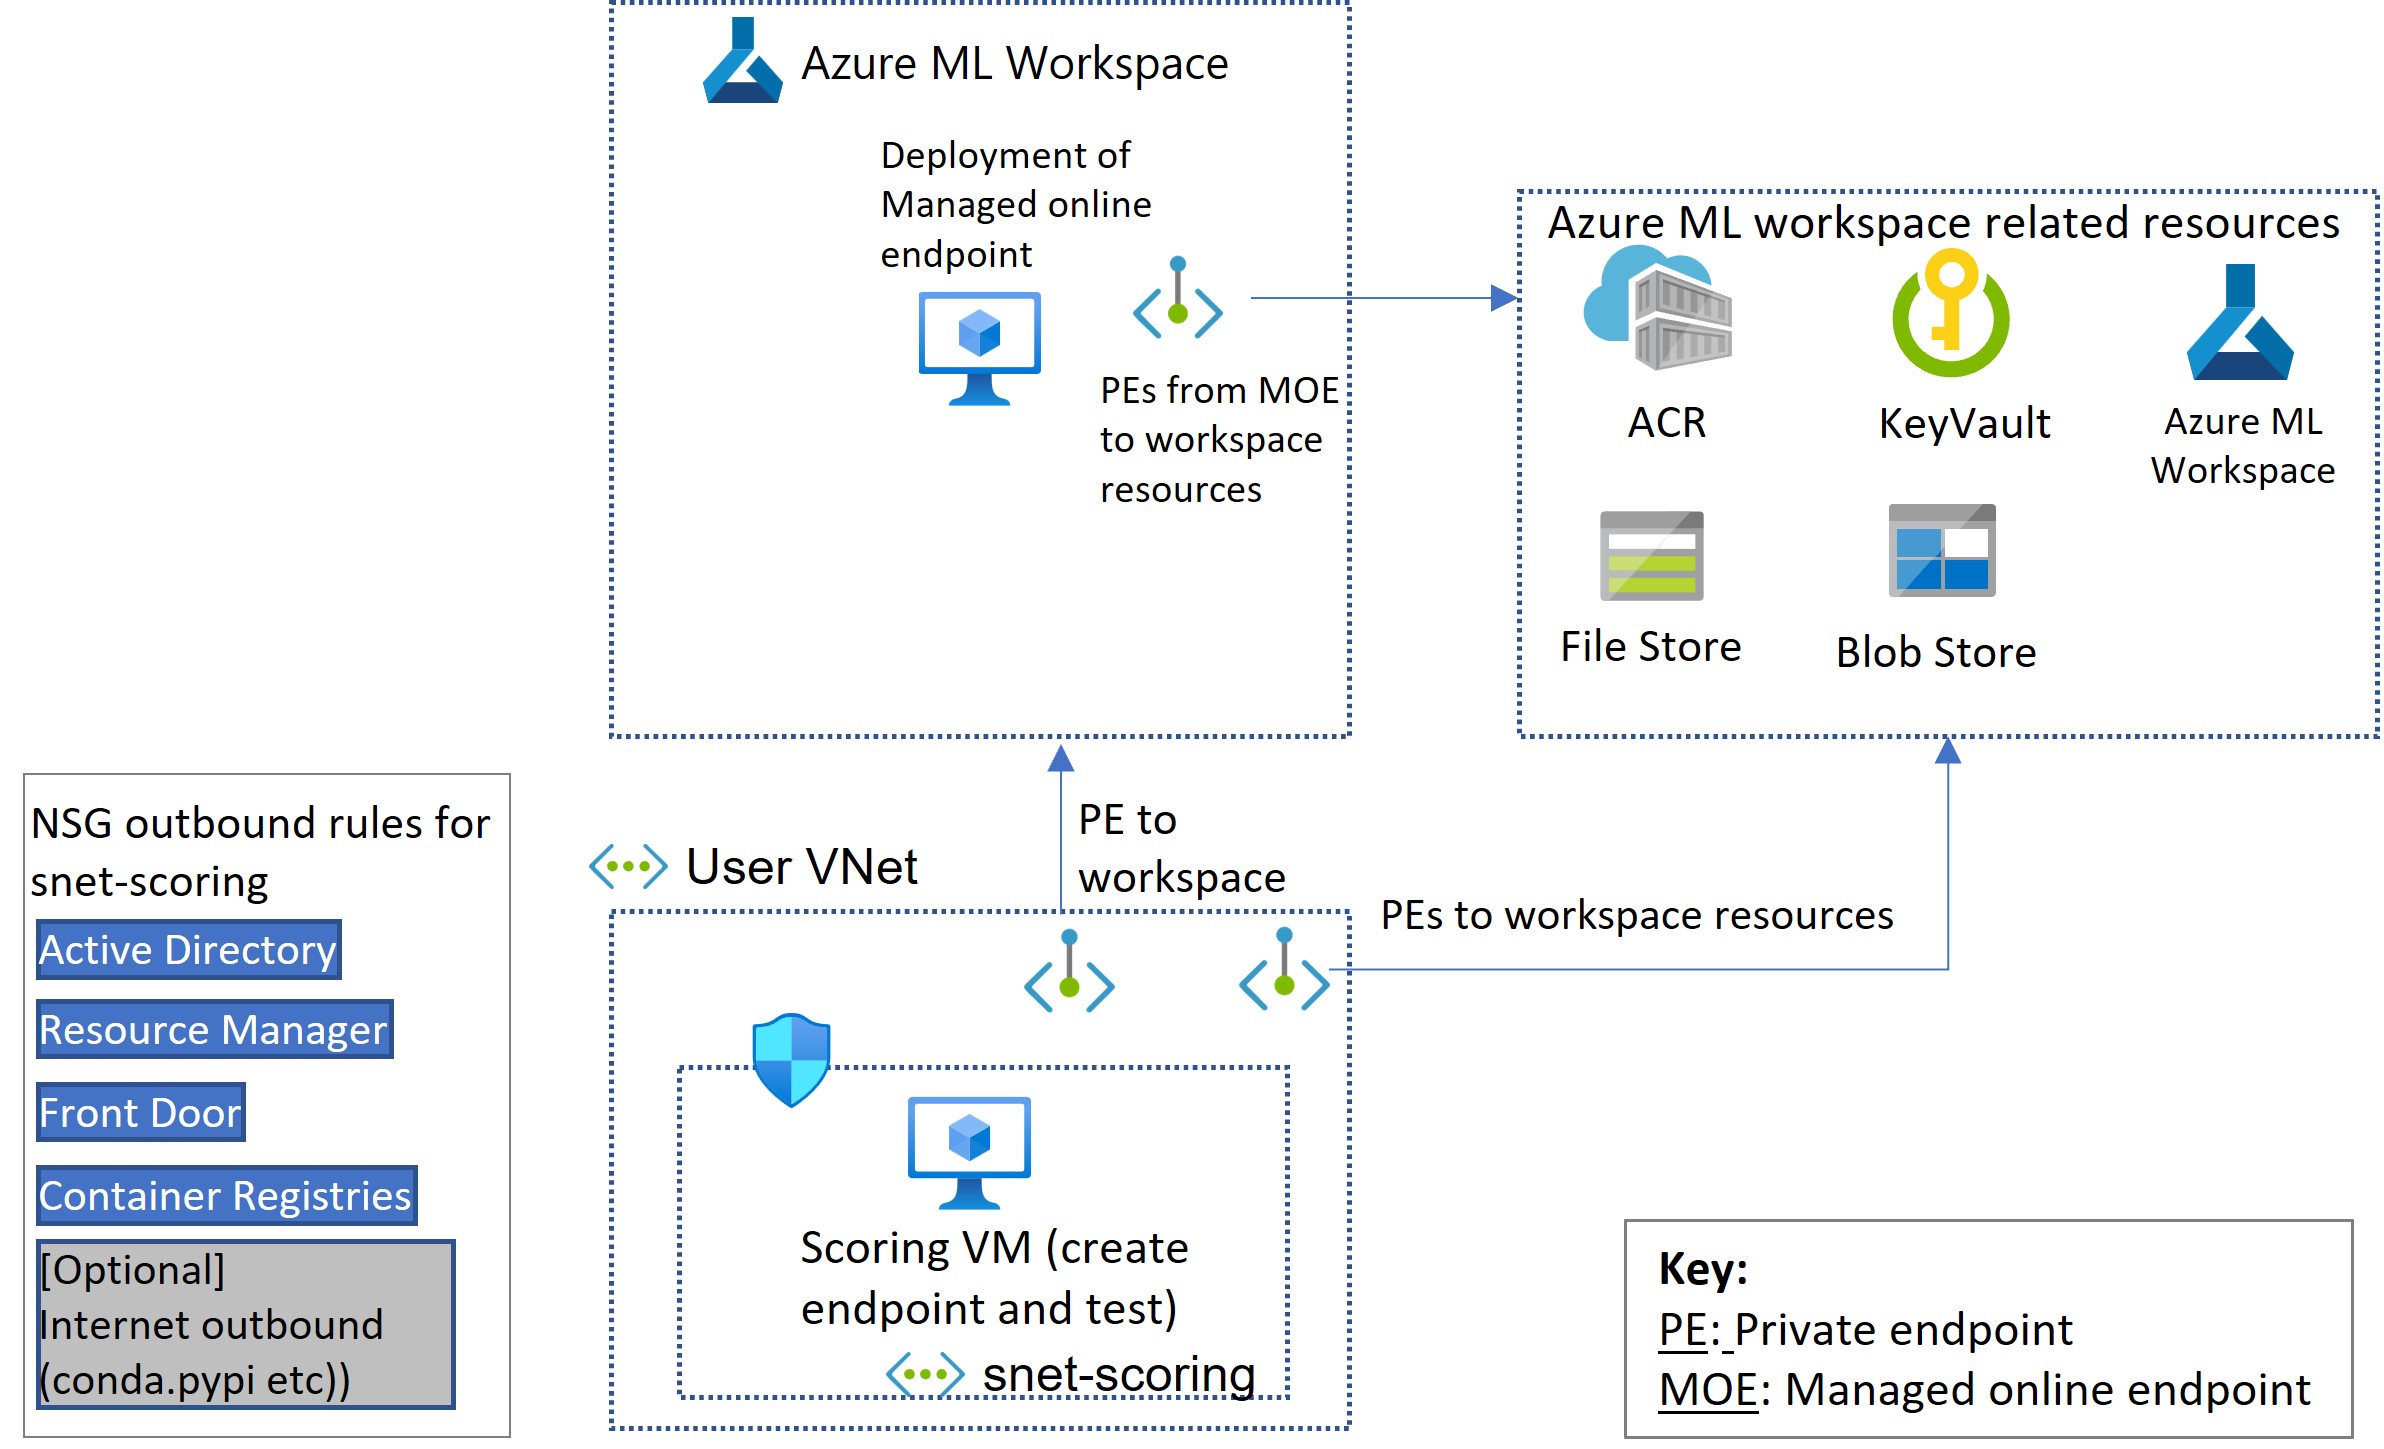 Azure ML Workspace
Deployment of
Managed online
endpoint
PEs from MOE
to workspace
resources
Azure ML workspace related resources
ACR
KeyVault
Azure ML
Workspace
File Store
Blob Store
NSG outbound rules for
snet-scoring
Active Directory
Resource Manager
Front Door
Container Registries
[Optional]
Internet outbound
(conda.pypi etc))
User VNet
PE to
workspace
PEs to workspace resources
Scoring VM (create
endpoint and test)
snet-scoring
Key:
PE: Private endpoint
MOE: Managed online endpoint